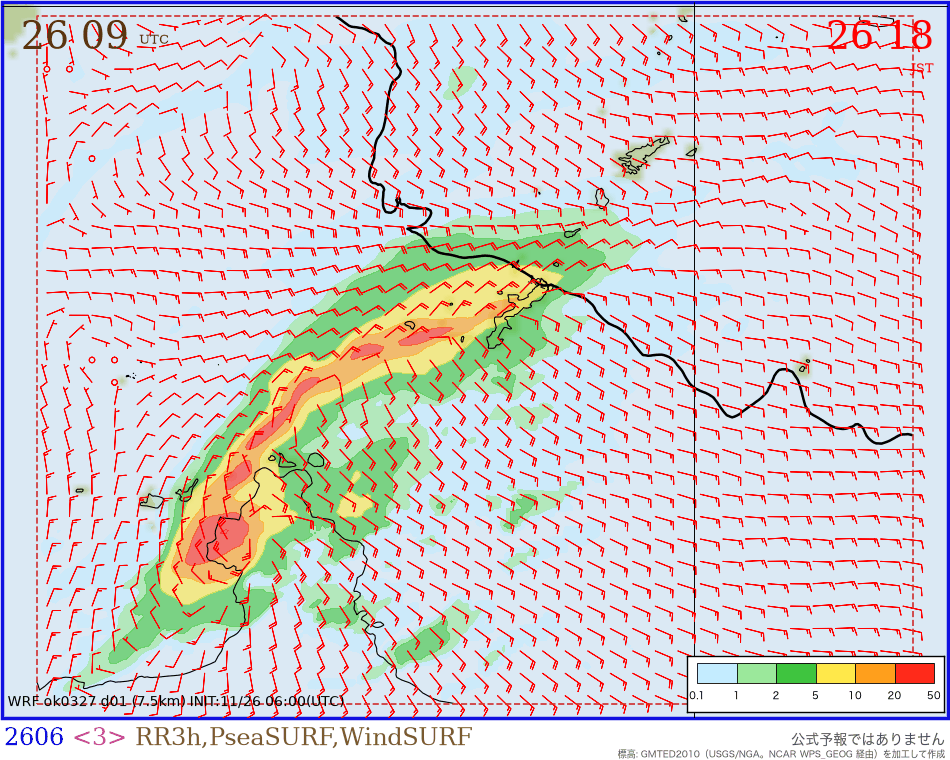 26 09 UTC
26 18
JST
WRF ok0327 d01 (7.5km) INIT:11/26 06:00(UTC)
0.1 1 2 5 10 20 50
2606 <3> RR3h,PseaSURF,WindSURF
公式予報ではありません
標高: GMTED2010（USGS/NGA。NCAR WPS_GEOG 経由）を加工して作成